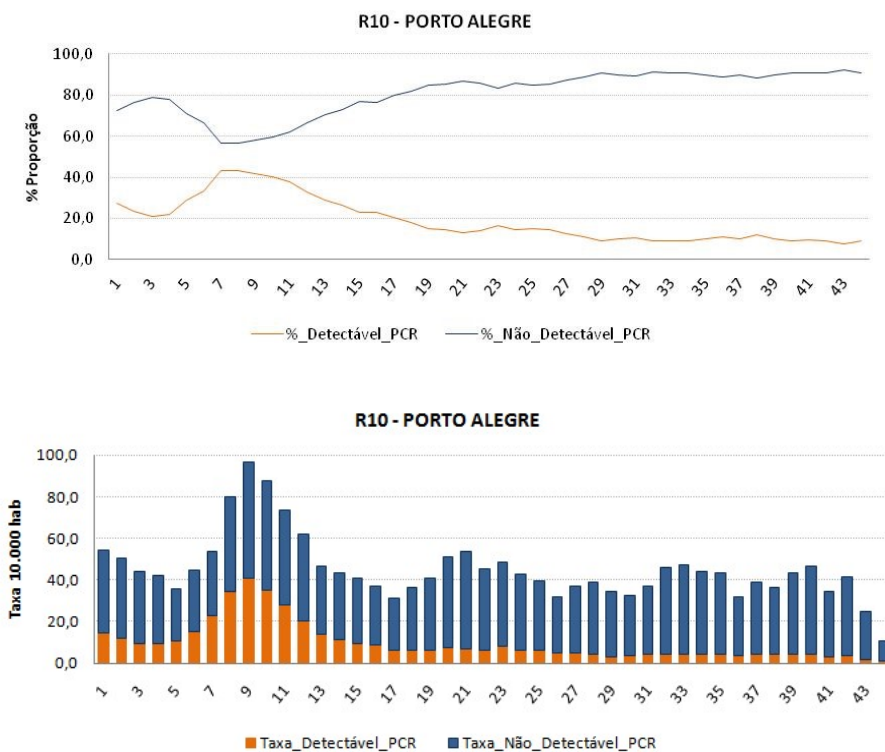 R10 - PORTO ALEGRE
100,0
80,0
60,0
40,0
20,0
0,0
% Proporção
1 3 5 7 9 11 13 15 17 19 21 23 25 27 29 31 33 35 37 39 41 43
%_Detectável_PCR %_Não_Detectável_PCR
R10 - PORTO ALEGRE
100,0
80,0
60,0
40,0
20,0
0,0
Taxa 10.000 hab
1 3 5 7 9 11 13 15 17 19 21 23 25 27 29 31 33 35 37 39 41 43
Taxa_Detectável_PCR Taxa_Não_Detectável_PCR